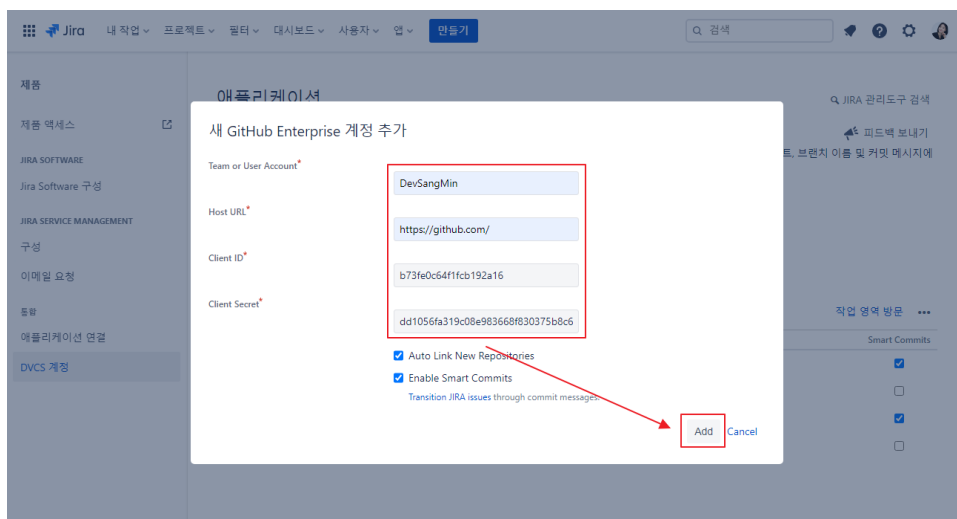 Jira 내 작업 프로젝트 필터 대시보드 사용자 앱 만들기 검색
제품
애플리케이션
JIRA 관리도구 검색
제품 액세스
새 GitHub Enterprise 계정 추가
피드백 보내기
트, 브랜치 이름 및 커밋 메시지에
JIRA SOFTWARE
Team or User Account*
DevSangMin
Jira Software 구성
Host URL*
https://github.com/
JIRA SERVICE MANAGEMENT
구성
Client ID*
b73fe0c64f1fcb192a16
이메일 요청
Client Secret*
dd1056fa319c08e983668f830375b8c6
통합
작업 영역 방문 •••
애플리케이션 연결
Smart Commits
Auto Link New Repositories
DVCS 계정
Enable Smart Commits
Transition JIRA issues through commit messages.
Add Cancel